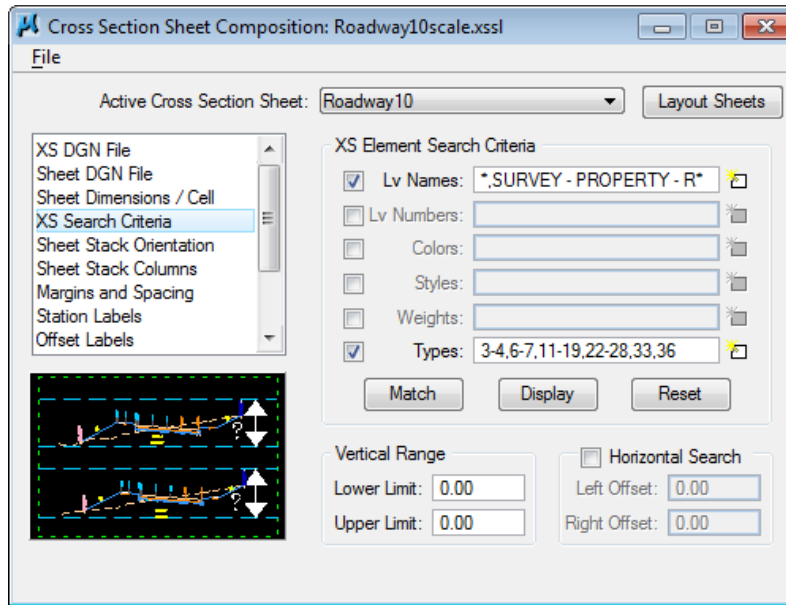 Cross Section Sheet Composition: Roadway10scale.xssl
File
Active Cross Section Sheet: Roadway10 Layout Sheets
XS DGN File
Sheet DGN File
Sheet Dimensions / Cell
XS Search Criteria
Sheet Stack Orientation
Sheet Stack Columns
Margins and Spacing
Station Labels
Offset Labels
XS Element Search Criteria
Lv Names: *,SURVEY - PROPERTY - R*
Lv Numbers:
Colors:
Styles:
Weights:
Types: 3-4,6-7,11-19,22-28,33,36
Match Display Reset
? 
?
Vertical Range
Lower Limit: 0.00
Upper Limit: 0.00
Horizontal Search
Left Offset: 0.00
Right Offset: 0.00